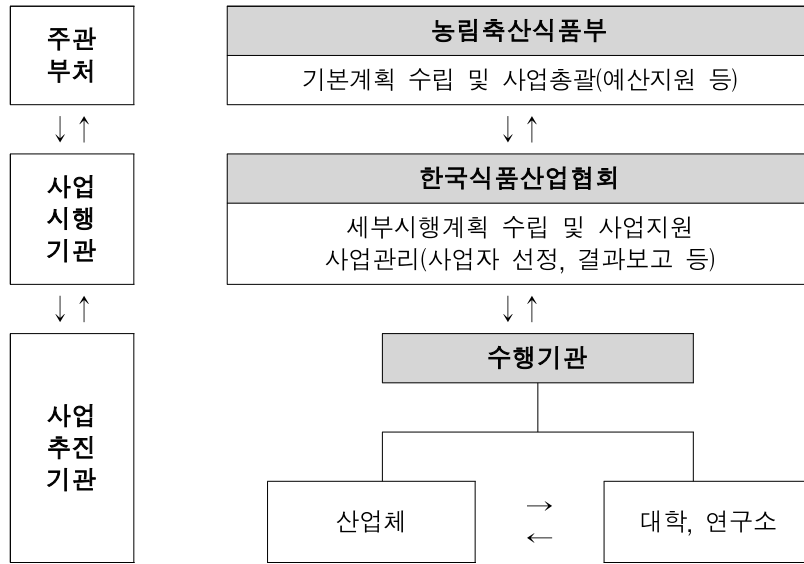 주관
부처
농림축산식품부
기본계획 수립 및 사업총괄(예산지원 등)
↓↑
↓↑
사업
시행
기관
한국식품산업협회
세부시행계획 수립 및 사업지원
사업관리(사업자 선정, 결과보고 등)
↓↑
↓↑
사업
추진
기관
수행기관
산업체
→
←
대학, 연구소